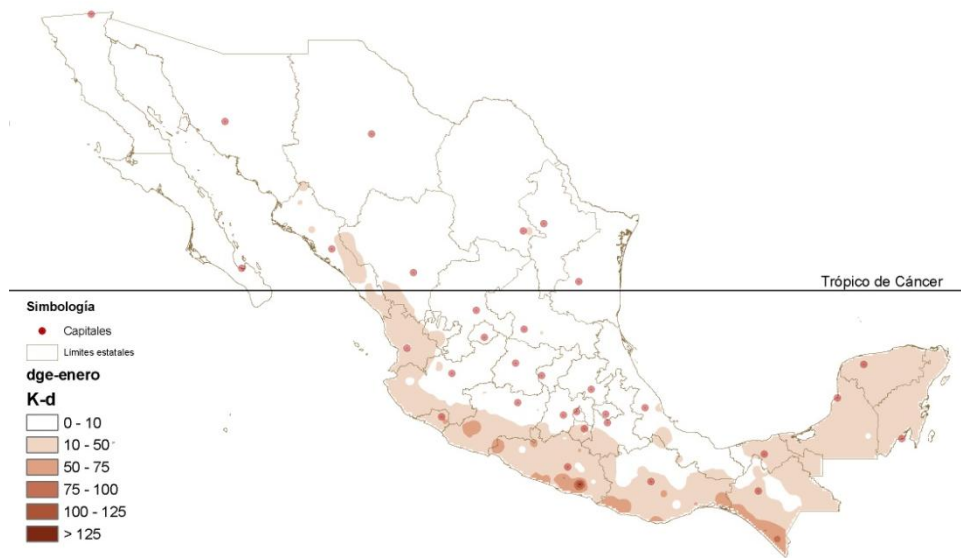 Trópico de Cáncer
Simbología
Capitales
Límites estatales
dge-enero
K-d
0 - 10
10 - 50
50 - 75
75 - 100
100 - 125
> 125